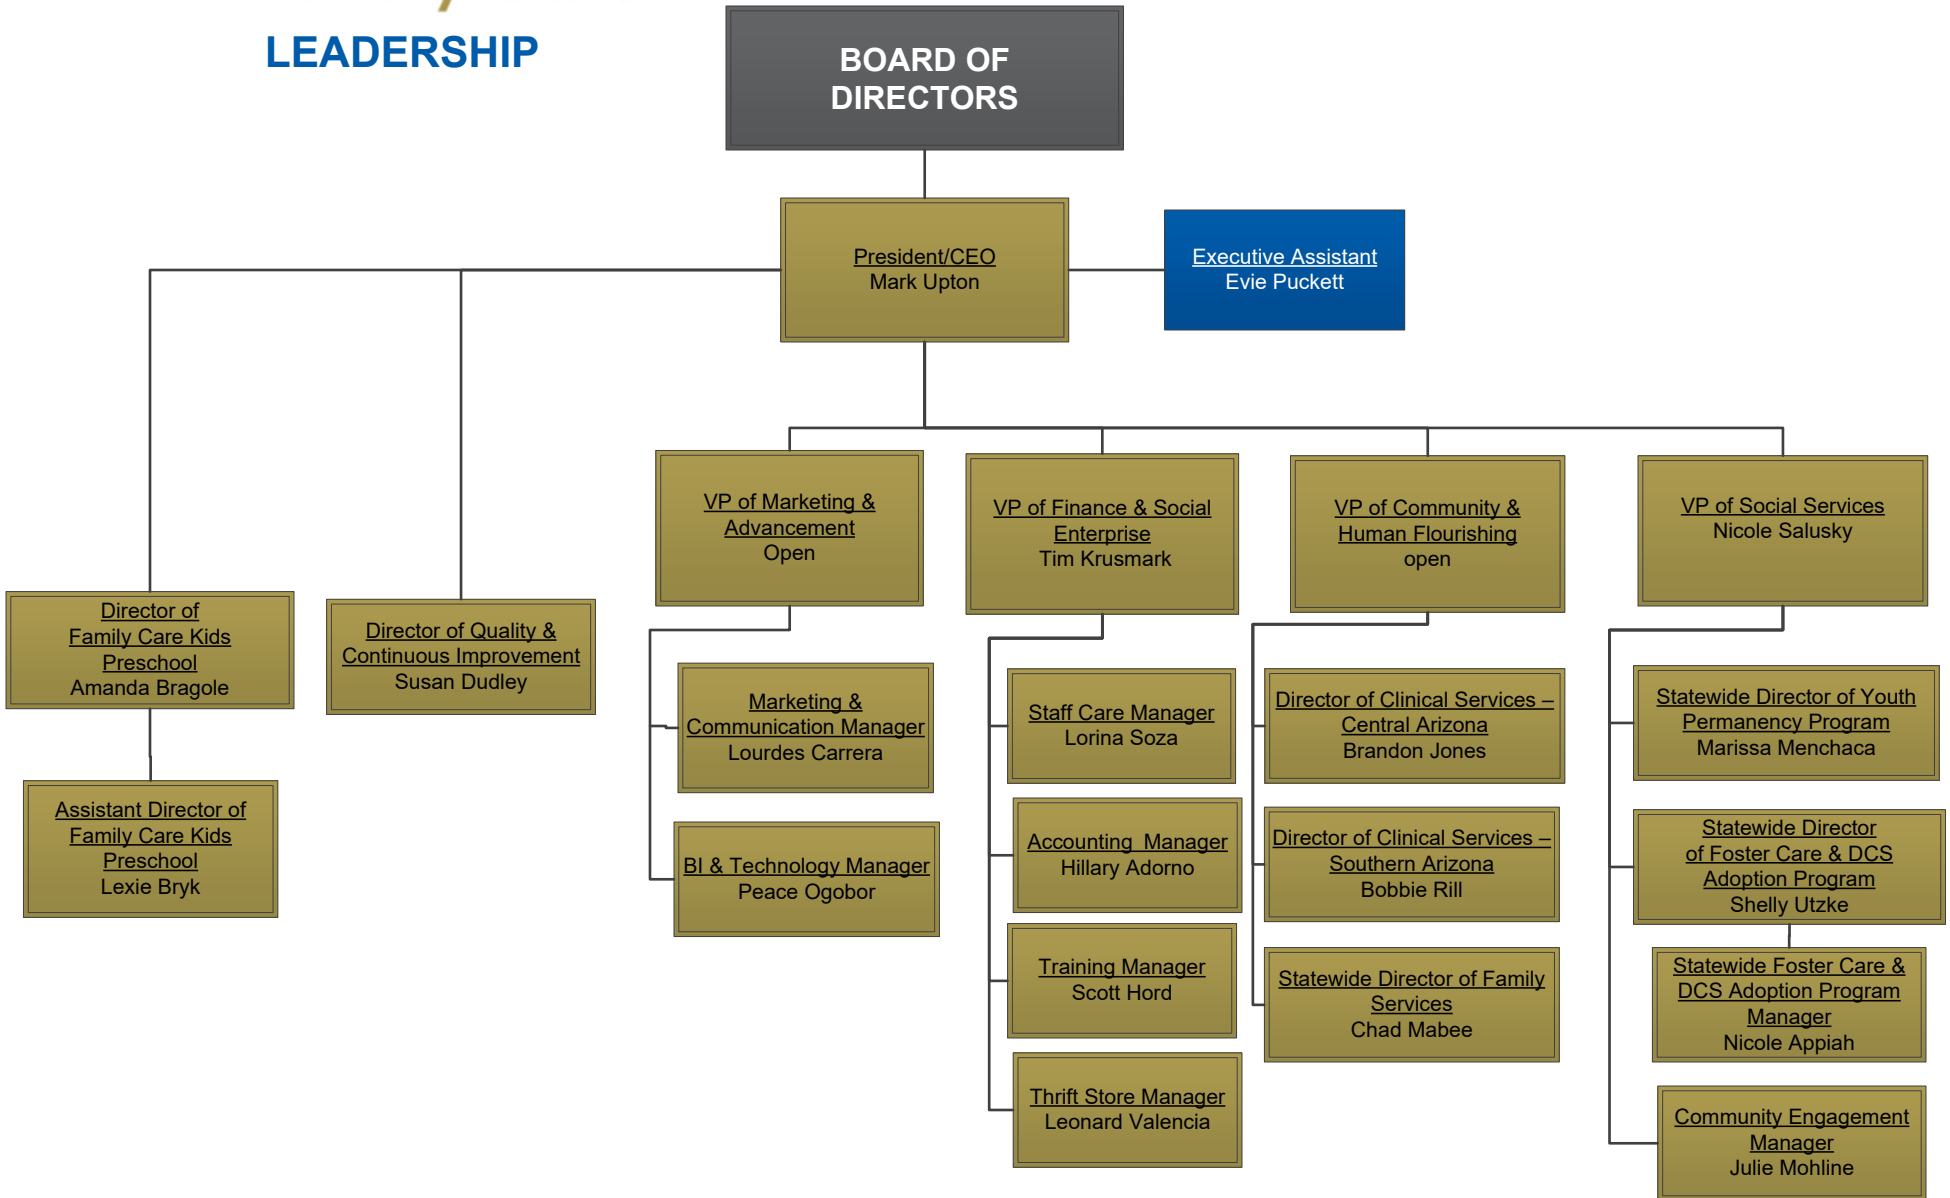 LEADERSHIP
BOARD OF
DIRECTORS
President/CEO
Mark Upton
Executive Assistant
Evie Puckett
VP of Marketing &
Advancement
Open
VP of Finance & Social
Enterprise
Tim Krusmark
VP of Community &
Human Flourishing
open
VP of Social Services
Nicole Salusky
Director of
Family Care Kids
Preschool
Amanda Bragole
Director of Quality &
Continuous Improvement
Susan Dudley
Assistant Director of
Family Care Kids
Preschool
Lexie Bryk
Marketing &
Communication Manager
Lourdes Carrera
BI & Technology Manager
Peace Ogobor
Staff Care Manager
Lorina Soza
Accounting  Manager
Hillary Adorno
Training Manager
Scott Hord
Thrift Store Manager
Leonard Valencia
Director of Clinical Services –
Central Arizona
Brandon Jones
Director of Clinical Services –
Southern Arizona
Bobbie Rill
Statewide Director of Family
Services
Chad Mabee
Statewide Director of Youth
Permanency Program
Marissa Menchaca
Statewide Director
of Foster Care & DCS
Adoption Program
Shelly Utzke
Statewide Foster Care &
DCS Adoption Program
Manager
Nicole Appiah
Community Engagement
Manager
Julie Mohline